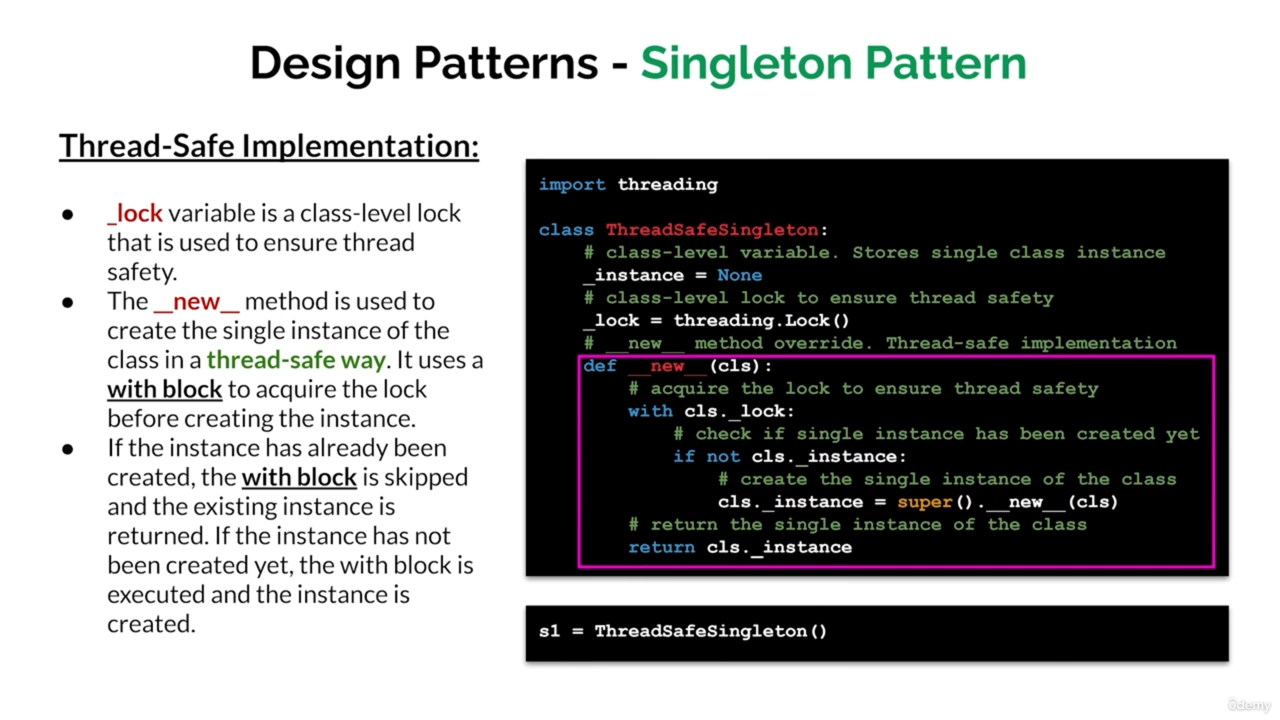 Design Patterns - Singleton Pattern
Thread-Safe Implementation:
● _lock variable is a class-level lock
that is used to ensure thread
safety.
● The __new__ method is used to
create the single instance of the
class in a thread-safe way. It uses a
with block to acquire the lock
before creating the instance.
● If the instance has already been
created, the with block is skipped
and the existing instance is
returned. If the instance has not
been created yet, the with block is
executed and the instance is
created.
import threading
class ThreadSafeSingleton:
    # class-level variable. Stores single class instance
    _instance = None
    # class-level lock to ensure thread safety
    _lock = threading.Lock()
    # __new__ method override. Thread-safe implementation
    def __new__(cls):
        # acquire the lock to ensure thread safety
        with cls._lock:
            # check if single instance has been created yet
            if not cls._instance:
                # create the single instance of the class
                cls._instance = super().__new__(cls)
        # return the single instance of the class
        return cls._instance
s1 = ThreadSafeSingleton()
ûdemy